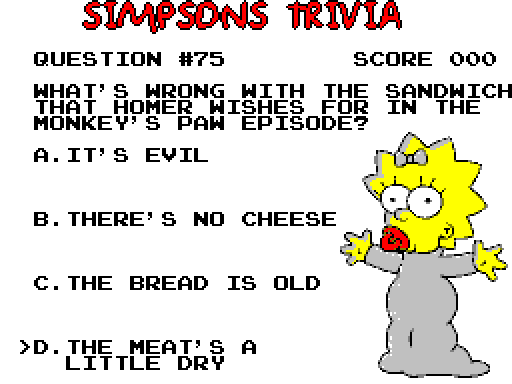 SIMPSONS TRIVIA
QUESTION #75 SCORE 000
WHAT'S WRONG WITH THE SANDWICH
THAT HOMER WISHES FOR IN THE
MONKEY'S PAW EPISODE?
A.IT'S EVIL
B.THERE'S NO CHEESE
C.THE BREAD IS OLD
>D.THE MEAT'S A
LITTLE DRY